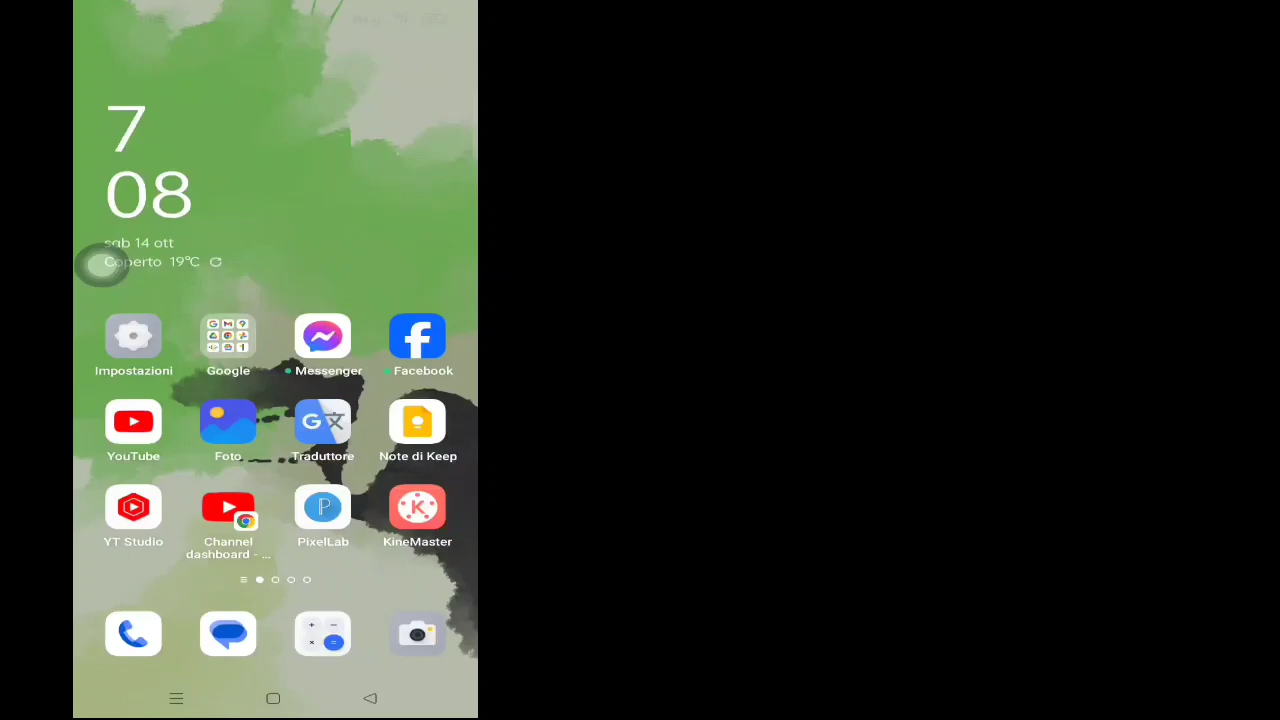 7
08
sab 14 ott
Coperto 19°C
Impostazioni
Google
Messenger
Facebook
YouTube
Foto
Traduttore
Note di Keep
YT Studio
Channel
dashboard - ...
PixelLab
KineMaster